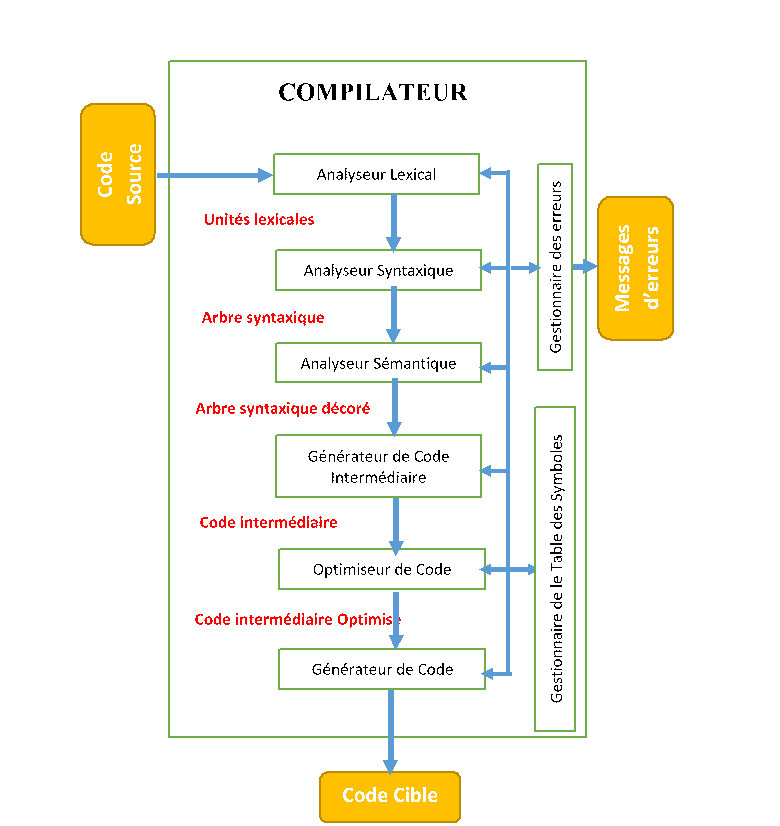 COMPILATEUR
Code
Source
Analyseur Lexical
Unités lexicales
Analyseur Syntaxique
Arbre syntaxique
Analyseur Sémantique
Arbre syntaxique décoré
Générateur de Code
Intermédiaire
Code intermédiaire
Optimiseur de Code
Code intermédiaire Optimisé
Générateur de Code
Code Cible
Gestionnaire des erreurs
Messages
d'erreurs
Gestionnaire de le Table des Symboles